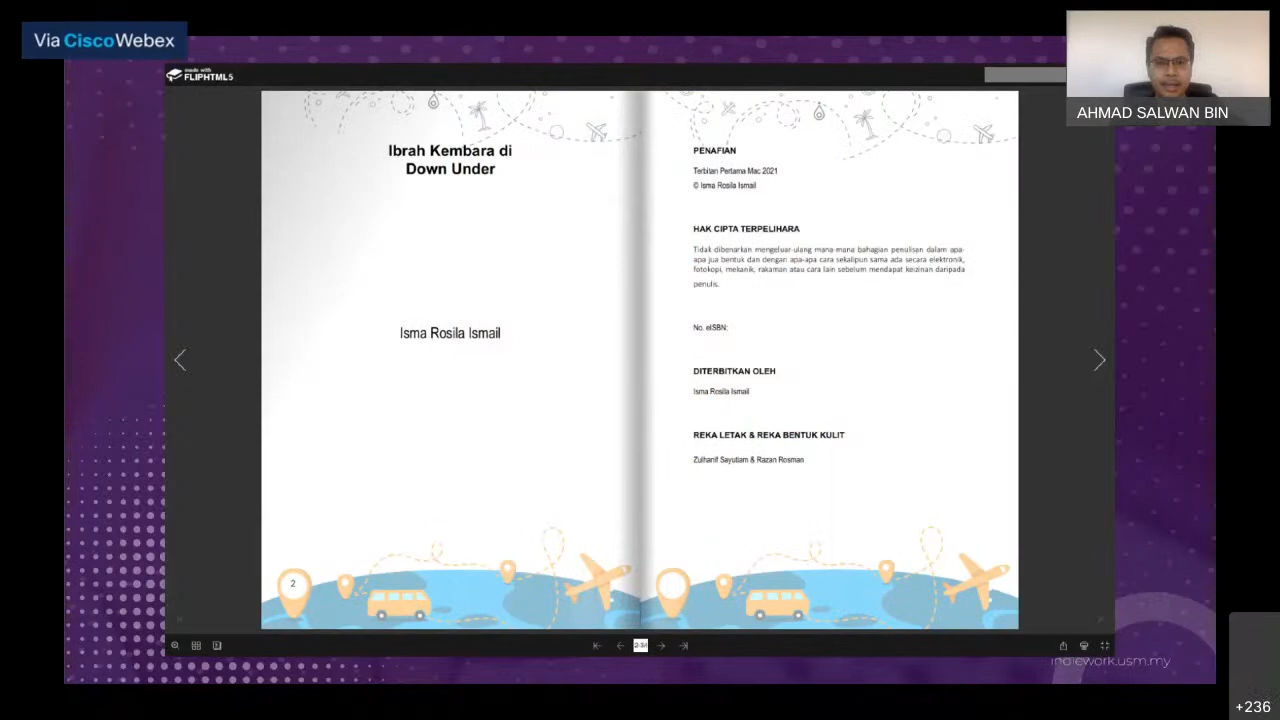 Via Cisco Webex
made with
FLIPHTML5
AHMAD SALWAN BIN
Ibrah Kembara di
Down Under
Isma Rosila Ismail
2
PENAFIAN
Terbitan Pertama Mac 2021
© Isma Rosila Ismail
HAK CIPTA TERPELIHARA
Tidak dibenarkan mengeluar-ulang mana-mana bahagian penulisan dalam apa-
apa jua bentuk dan dengan apa-apa cara sekalipun sama ada secara elektronik,
fotokopi, mekanik, rakaman atau cara lain sebelum mendapat keizinan daripada
penulis.
No. eISBN:
DITERBITKAN OLEH
Isma Rosila Ismail
REKA LETAK & REKA BENTUK KULIT
Zulhanif Sayutiam & Razan Rosman
+236